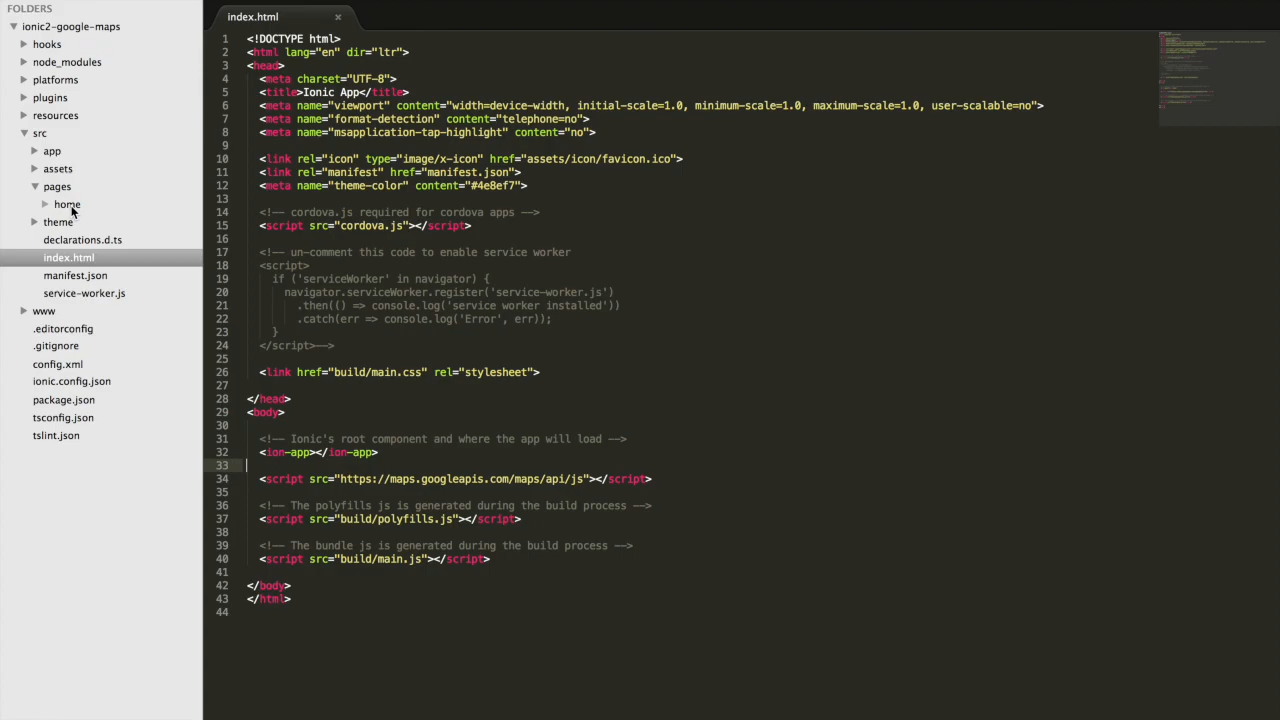 FOLDERS
ionic2-google-maps
hooks
node_modules
platforms
plugins
resources
src
app
assets
pages
home
theme
declarations.d.ts
index.html
manifest.json
service-worker.js
www
.editorconfig
.gitignore
config.xml
ionic.config.json
package.json
tsconfig.json
tslint.json
index.html ×
1 <!DOCTYPE html>
2 <html lang="en" dir="ltr">
3 <head>
4 <meta charset="UTF-8">
5 <title>Ionic App</title>
6 <meta name="viewport" content="width=device-width, initial-scale=1.0, minimum-scale=1.0, maximum-scale=1.0, user-scalable=no">
7 <meta name="format-detection" content="telephone=no">
8 <meta name="msapplication-tap-highlight" content="no">
9
10 <link rel="icon" type="image/x-icon" href="assets/icon/favicon.ico">
11 <link rel="manifest" href="manifest.json">
12 <meta name="theme-color" content="#4e8ef7">
13
14 <!-- cordova.js required for cordova apps -->
15 <script src="cordova.js"></script>
16
17 <!-- un-comment this code to enable service worker
18 <script>
19 if ('serviceWorker' in navigator) {
20 navigator.serviceWorker.register('service-worker.js')
21 .then(() => console.log('service worker installed'))
22 .catch(err => console.log('Error', err));
23 }
24 </script>-->
25
26 <link href="build/main.css" rel="stylesheet">
27
28 </head>
29 <body>
30
31 <!-- Ionic's root component and where the app will load -->
32 <ion-app></ion-app>
33
34 <script src="https://maps.googleapis.com/maps/api/js"></script>
35
36 <!-- The polyfills js is generated during the build process -->
37 <script src="build/polyfills.js"></script>
38
39 <!-- The bundle js is generated during the build process -->
40 <script src="build/main.js"></script>
41
42 </body>
43 </html>
44